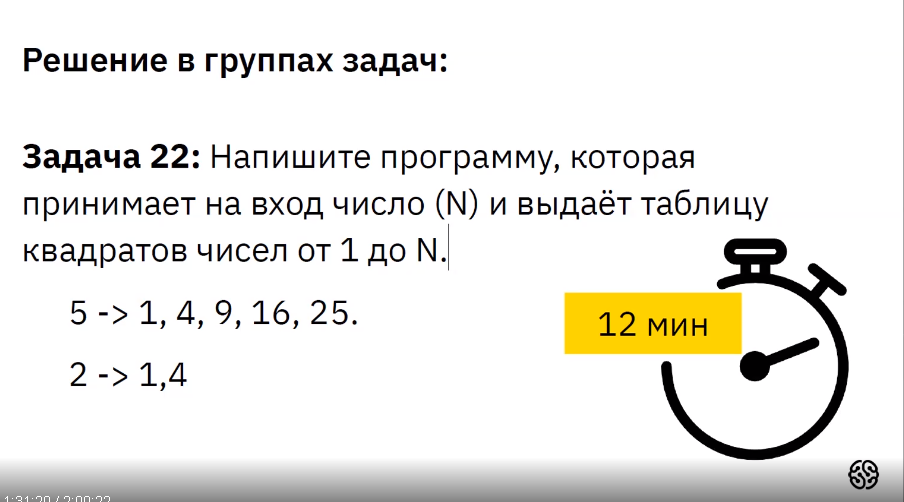 Решение в группах задач:
Задача 22: Напишите программу, которая
принимает на вход число (N) и выдаёт таблицу
квадратов чисел от 1 до N.
5 -> 1, 4, 9, 16, 25.
12 мин
2 -> 1,4
1:31:20 / 2:00:22